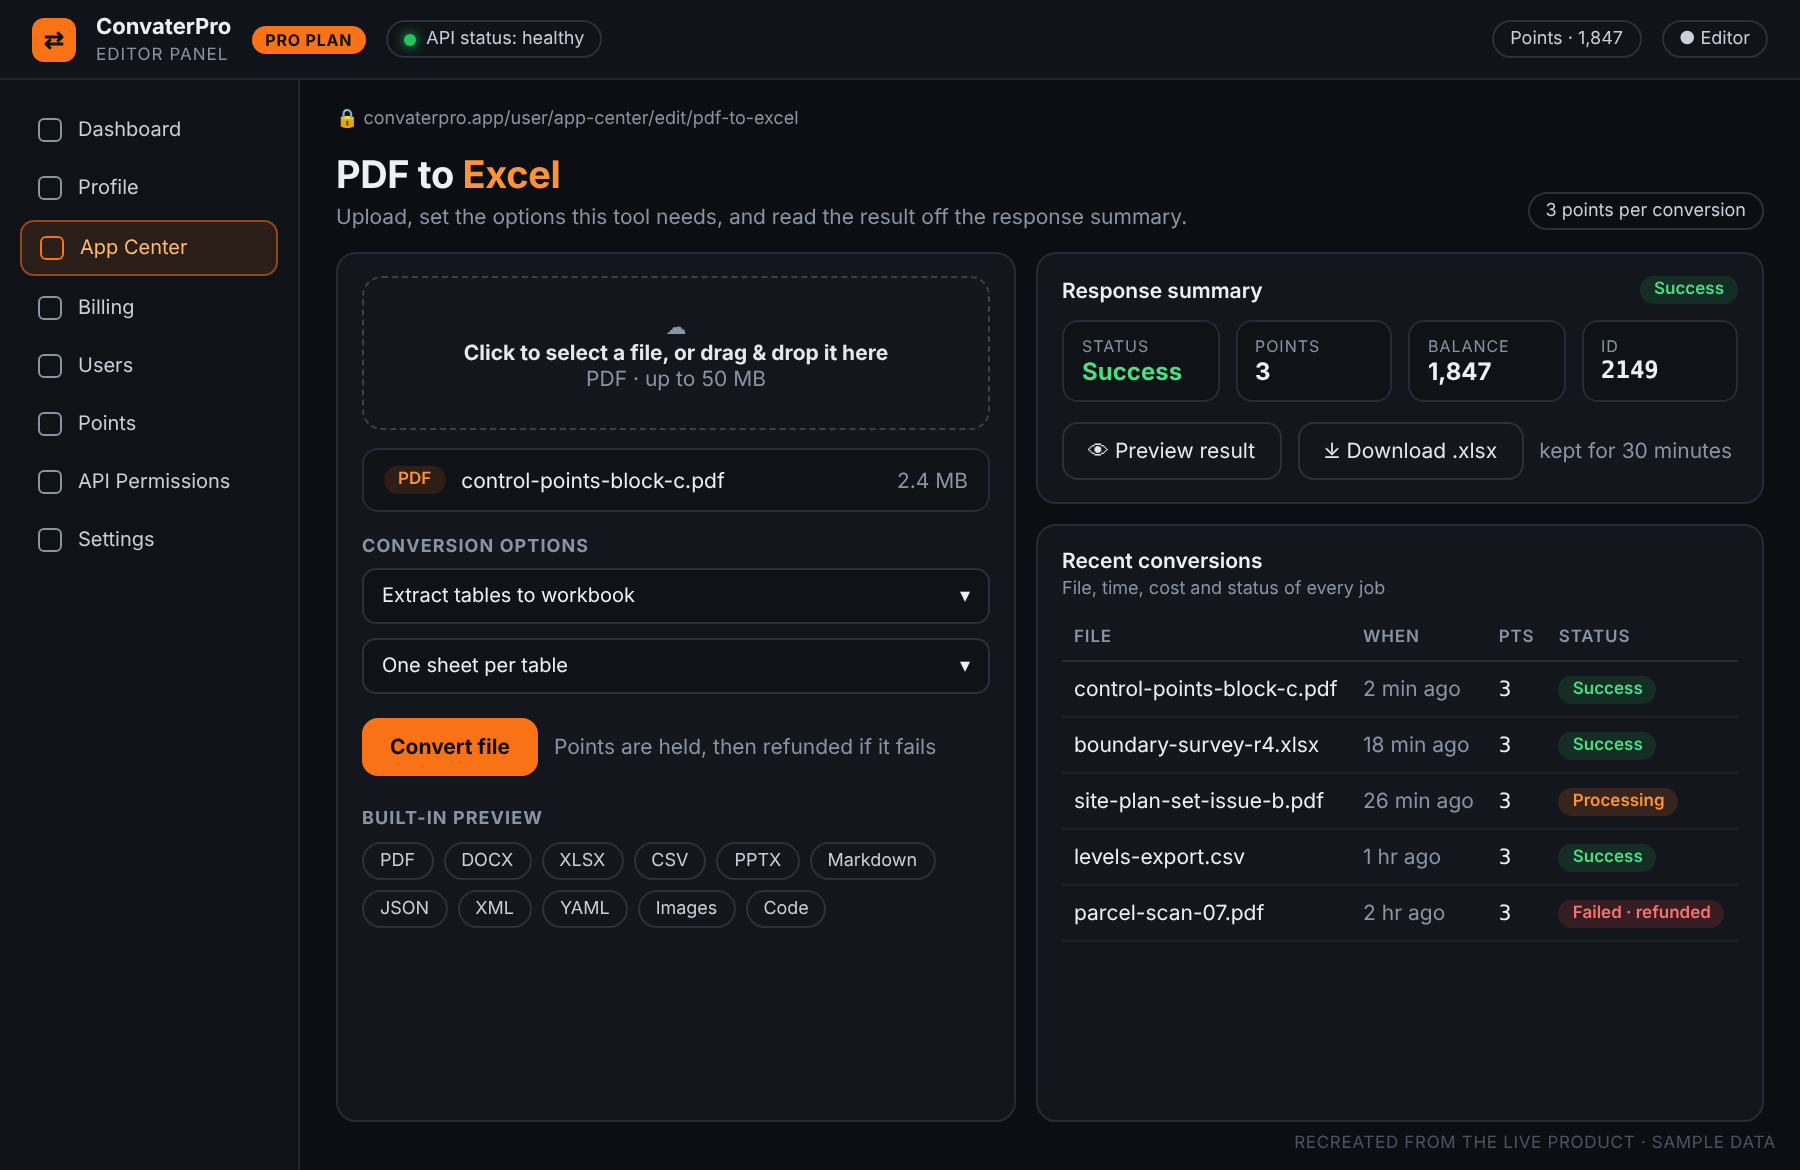 ConvaterPro
EDITOR PANEL
PRO PLAN
API status: healthy
Points · 1,847
Editor
Dashboard
Profile
App Center
Billing
Users
Points
API Permissions
Settings
convaterpro.app/user/app-center/edit/pdf-to-excel
PDF to Excel
Upload, set the options this tool needs, and read the result off the response summary.
3 points per conversion
Click to select a file, or drag & drop it here
PDF · up to 50 MB
PDF control-points-block-c.pdf 2.4 MB
CONVERSION OPTIONS
Extract tables to workbook
One sheet per table
Convert file
Points are held, then refunded if it fails
BUILT-IN PREVIEW
PDF DOCX XLSX CSV PPTX Markdown
JSON XML YAML Images Code
Response summary
Success
STATUS
Success
POINTS
3
BALANCE
1,847
ID
2149
Preview result
Download .xlsx
kept for 30 minutes
Recent conversions
File, time, cost and status of every job
FILE WHEN PTS STATUS
control-points-block-c.pdf 2 min ago 3 Success
boundary-survey-r4.xlsx 18 min ago 3 Success
site-plan-set-issue-b.pdf 26 min ago 3 Processing
levels-export.csv 1 hr ago 3 Success
parcel-scan-07.pdf 2 hr ago 3 Failed · refunded
RECREATED FROM THE LIVE PRODUCT · SAMPLE DATA